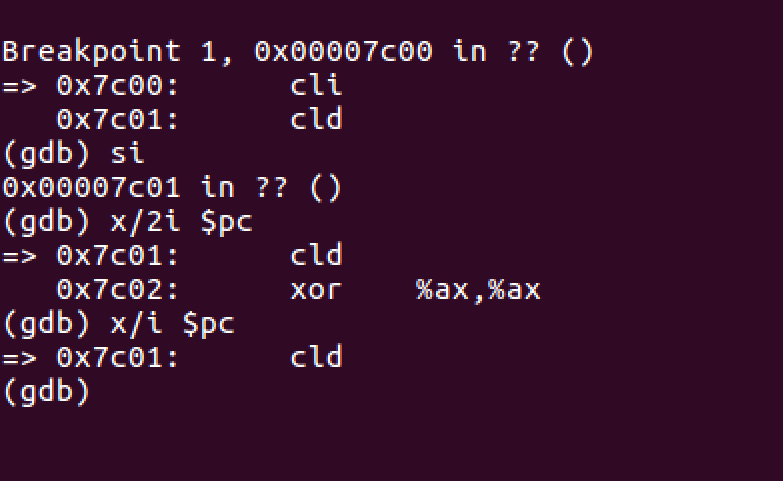 Breakpoint 1, 0x00007c00 in ?? ()
=> 0x7c00:      cli
   0x7c01:      cld
(gdb) si
0x00007c01 in ?? ()
(gdb) x/2i $pc
=> 0x7c01:      cld
   0x7c02:      xor    %ax,%ax
(gdb) x/i $pc
=> 0x7c01:      cld
(gdb)